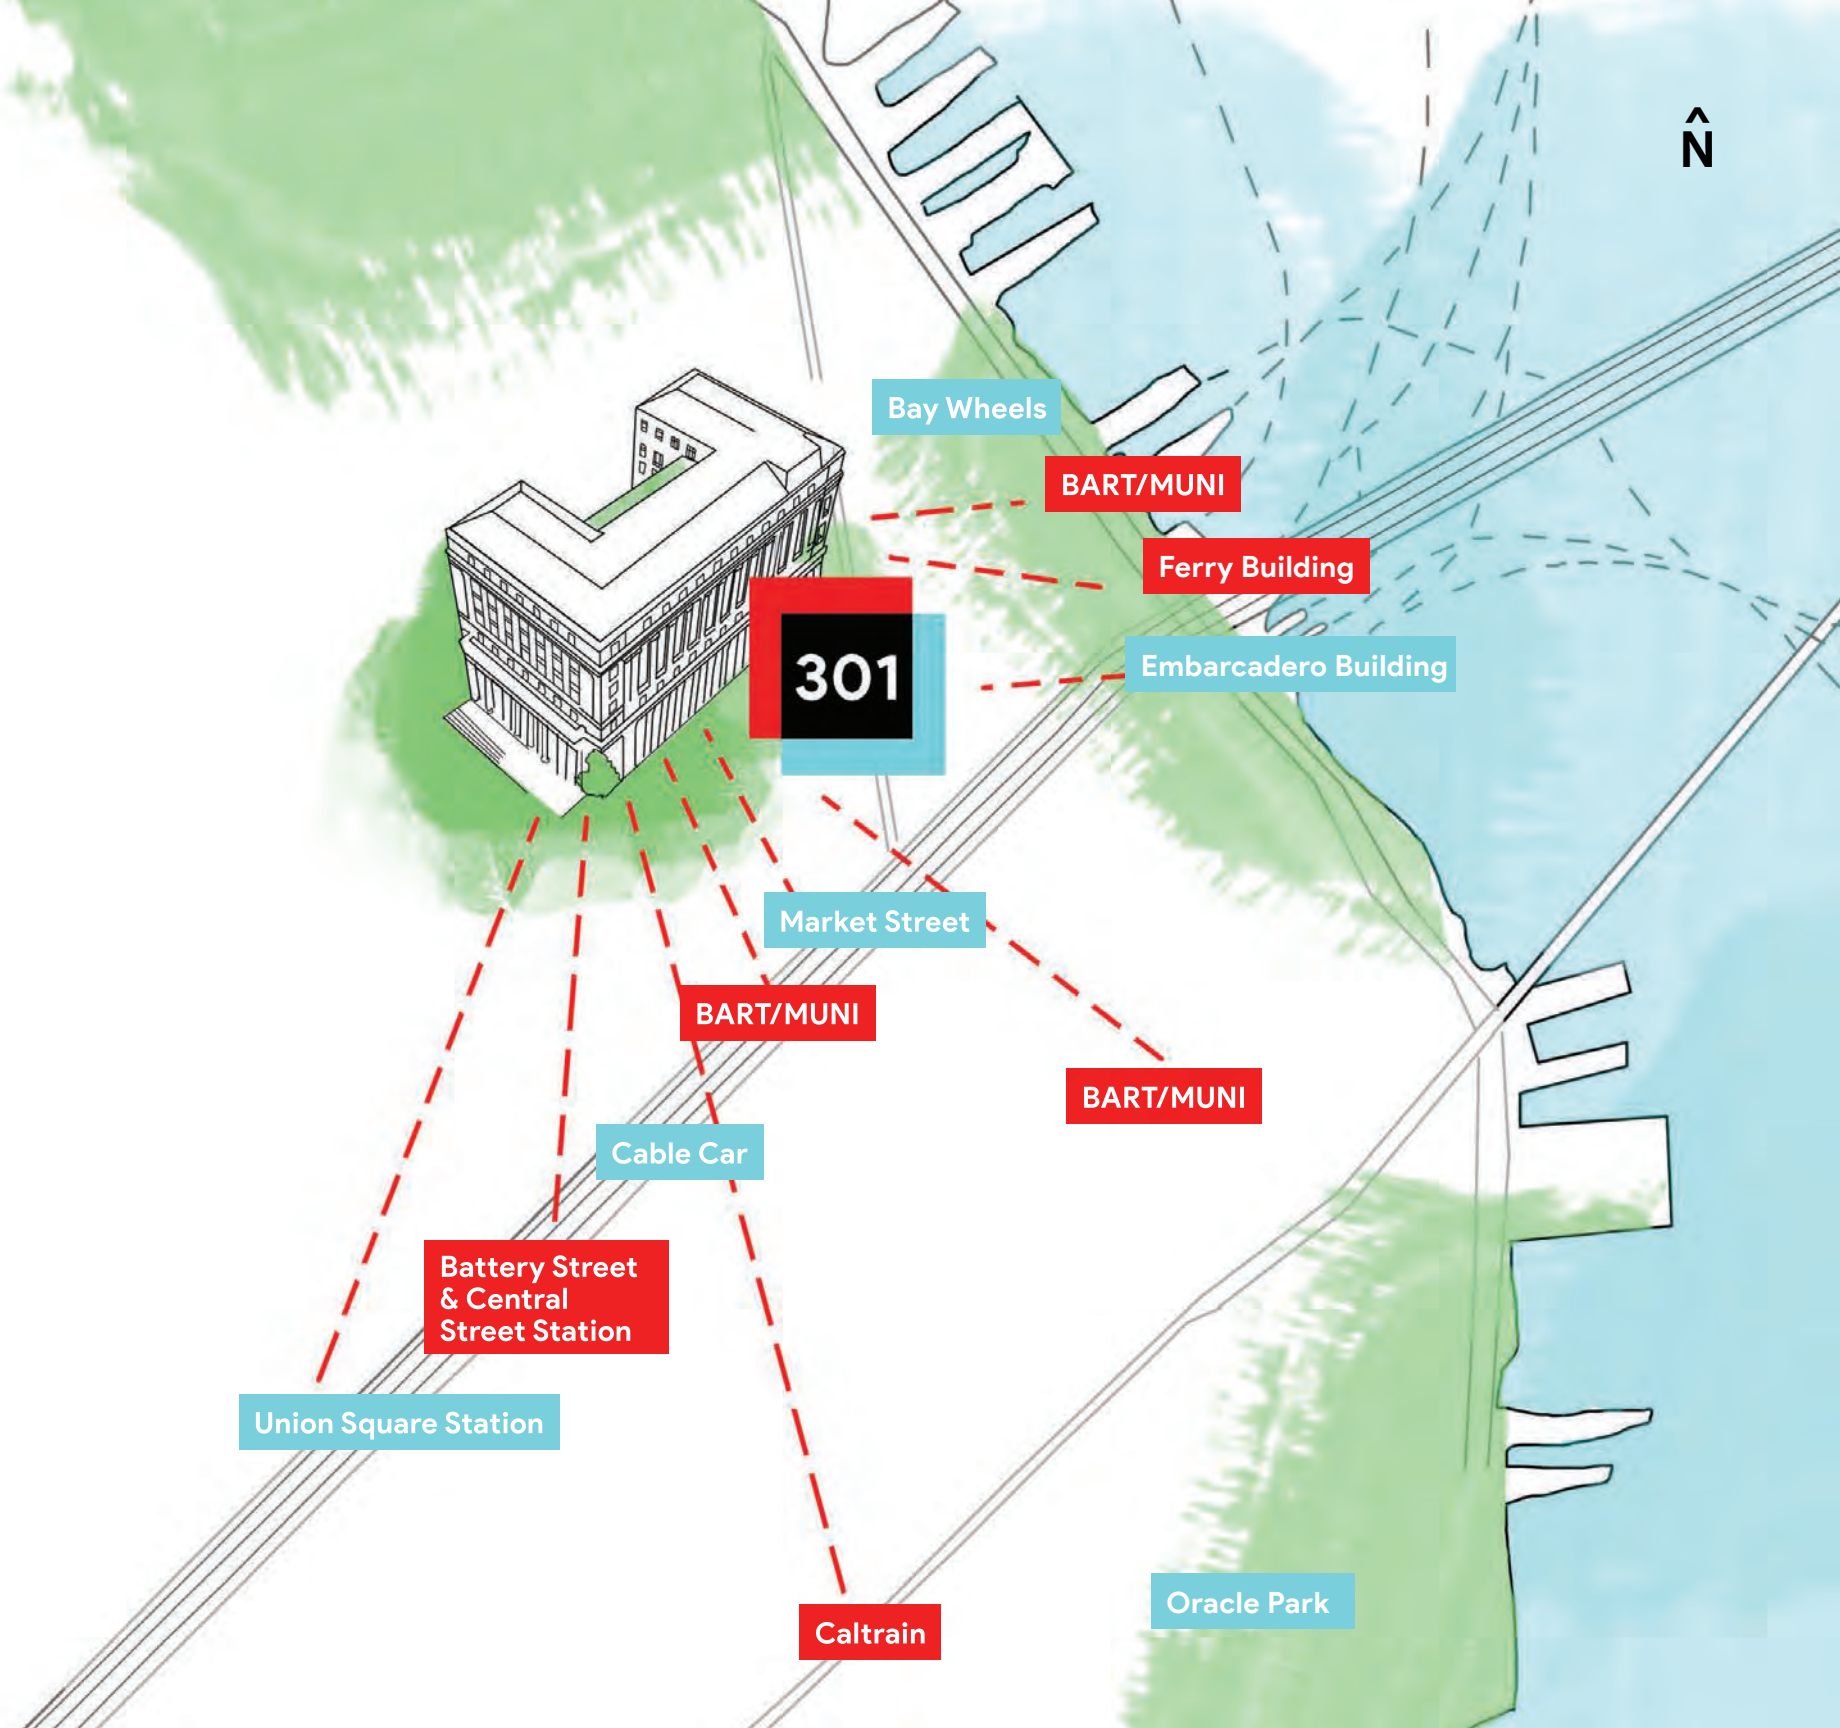 N
Bay Wheels
BART/MUNI
Ferry Building
301
Embarcadero Building
Market Street
BART/MUNI
BART/MUNI
Cable Car
Battery Street
& Central
Street Station
Union Square Station
Oracle Park
Caltrain